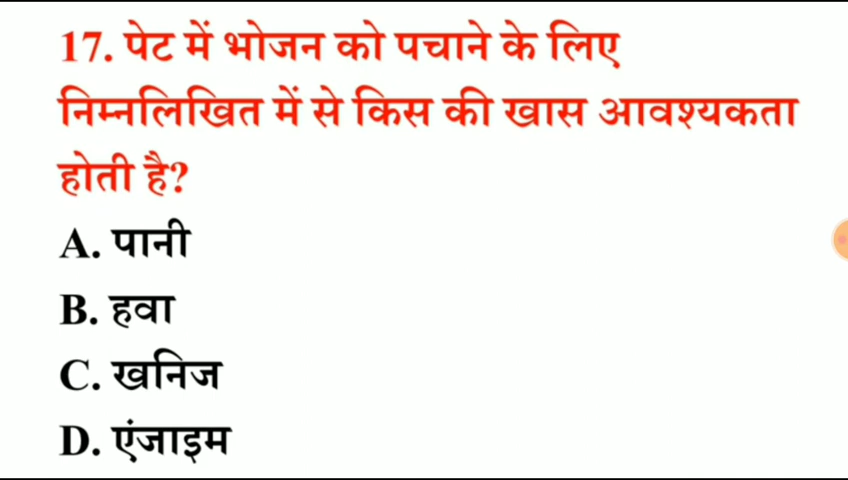 17. पेट में भोजन को पचाने के लिए
निम्नलिखित में से किस की खास आवश्यकता
होती है?
A. पानी
B. हवा
C. खनिज
D. एंजाइम